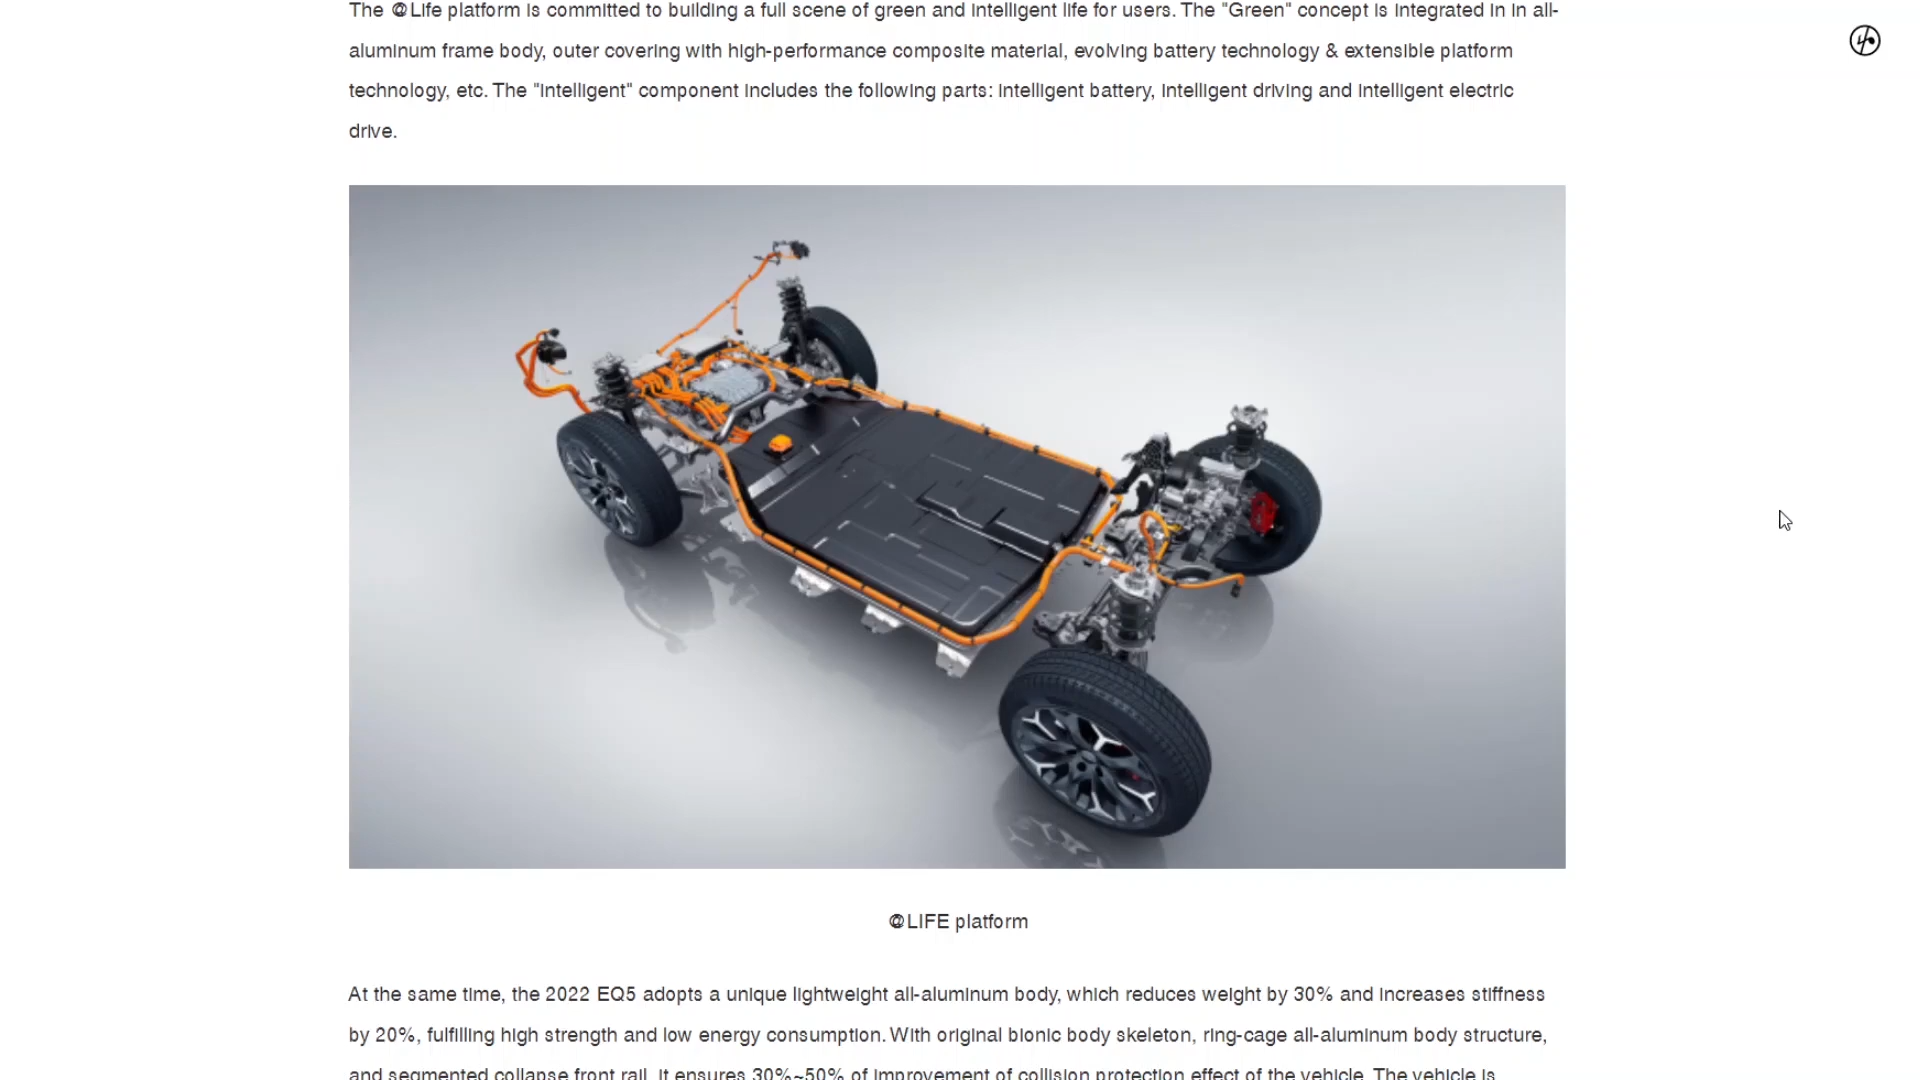 The @Life platform is committed to building a full scene of green and intelligent life for users. The "Green" concept is integrated in in all-
aluminum frame body, outer covering with high-performance composite material, evolving battery technology & extensible platform
technology, etc. The "intelligent" component includes the following parts: intelligent battery, intelligent driving and intelligent electric
drive.
@LIFE platform
At the same time, the 2022 EQ5 adopts a unique lightweight all-aluminum body, which reduces weight by 30% and increases stiffness
by 20%, fulfilling high strength and low energy consumption. With original bionic body skeleton, ring-cage all-aluminum body structure,
and segmented collapse front rail, it ensures 30%~50% of improvement of collision protection effect of the vehicle. The vehicle is